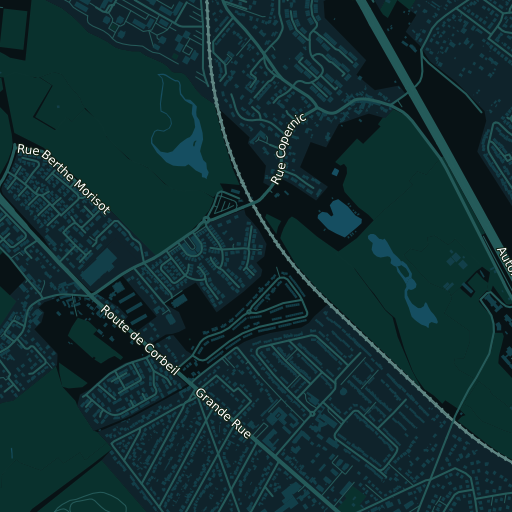 Rue Copernic
Rue Berthe Morisot
Route de Corbeil
Grande Rue
Auto